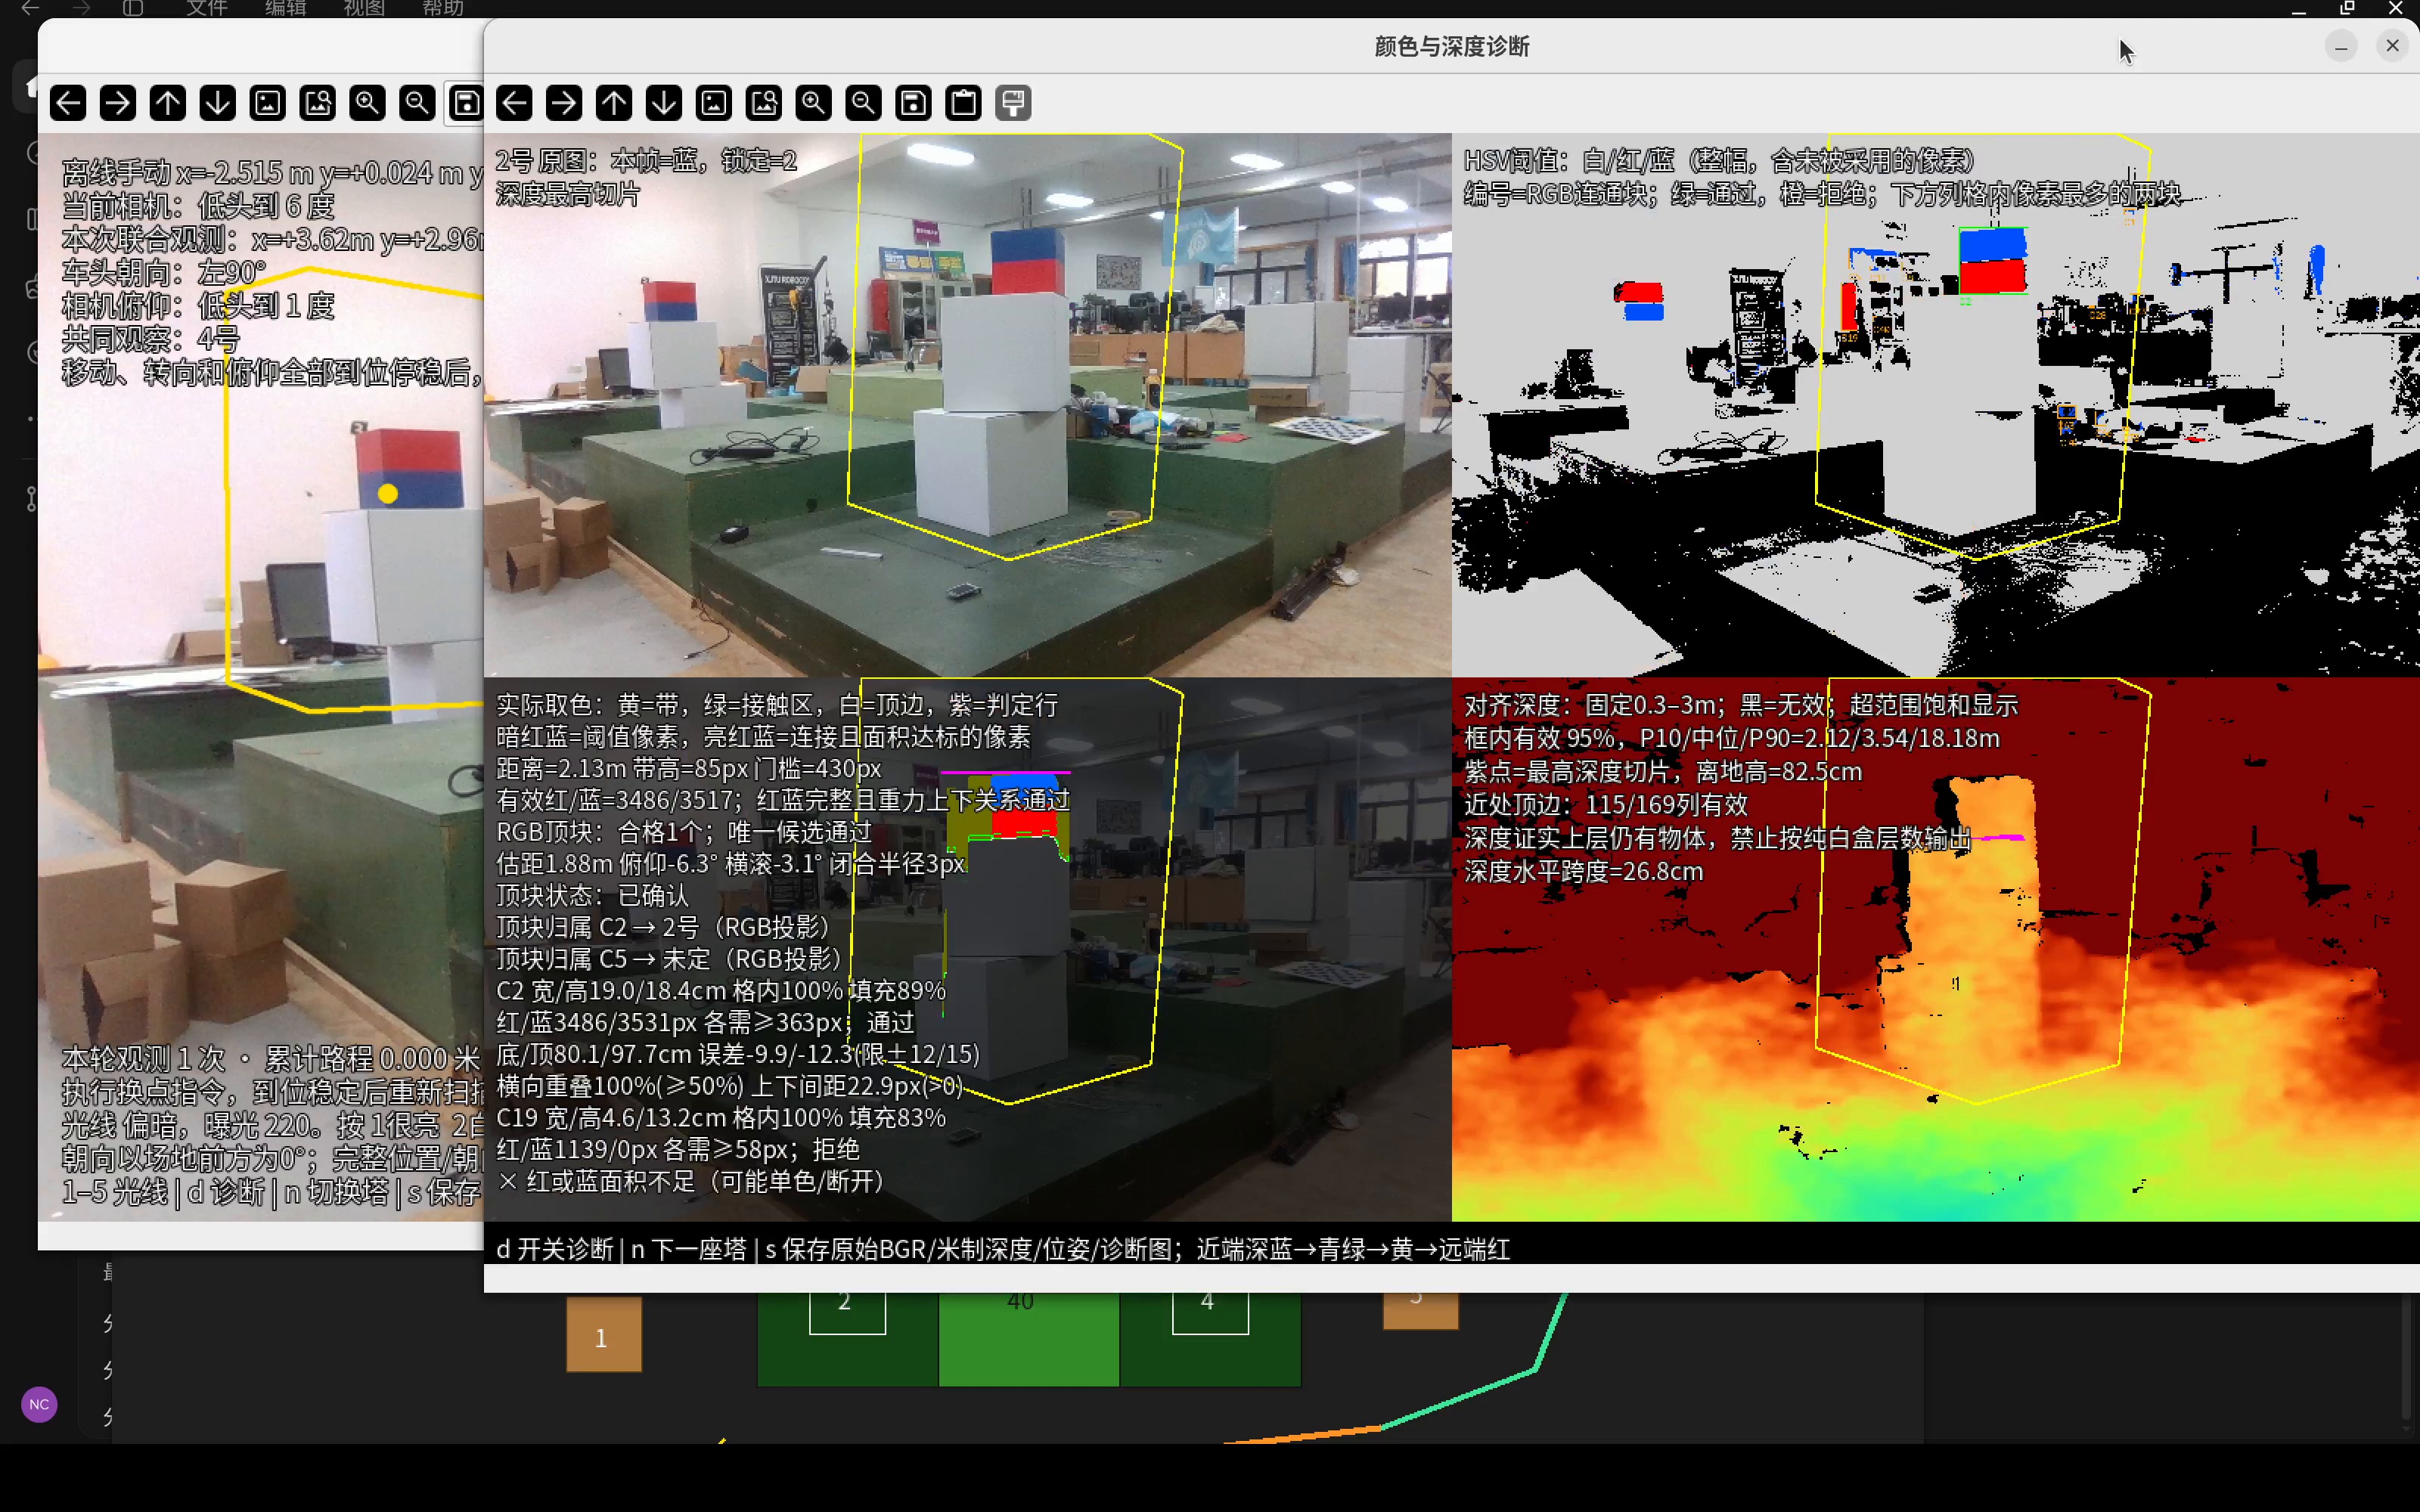 文件 编辑 视图 帮助
颜色与深度诊断
离线手动 x=-2.515 m y=+0.024 m y
当前相机：低头到 6 度
本次联合观测：x=+3.62m y=+2.96m
车头朝向：左90°
相机俯仰：低头到 1 度
共同观察：4号
移动、转向和俯仰全部到位停稳后，
本轮观测 1 次 · 累计路程 0.000 米
执行换点指令，到位稳定后重新扫描
光线 偏暗，曝光 220。按 1很亮 2白
朝向以场地前方为0°；完整位置/朝向
1–5 光线 | d 诊断 | n 切换塔 | s 保存
2号 原图：本帧=蓝，锁定=2
深度最高切片
XJTU ROBOCON
HSV阈值：白/红/蓝（整幅，含未被采用的像素）
编号=RGB连通块；绿=通过，橙=拒绝；下方列格内像素最多的两块
实际取色：黄=带，绿=接触区，白=顶边，紫=判定行
暗红蓝=阈值像素，亮红蓝=连接且面积达标的像素
距离=2.13m 带高=85px 门槛=430px
有效红/蓝=3486/3517；红蓝完整且重力上下关系通过
RGB顶块：合格1个；唯一候选通过
估距1.88m 俯仰-6.3° 横滚-3.1° 闭合半径3px
顶块状态：已确认
顶块归属 C2 → 2号（RGB投影）
顶块归属 C5 → 未定（RGB投影）
C2 宽/高19.0/18.4cm 格内100% 填充89%
红/蓝3486/3531px 各需≥363px；通过
底/顶80.1/97.7cm 误差-9.9/-12.3(限±12/15)
横向重叠100%(≥50%) 上下间距22.9px(>0)
C19 宽/高4.6/13.2cm 格内100% 填充83%
红/蓝1139/0px 各需≥58px；拒绝
× 红或蓝面积不足（可能单色/断开）
对齐深度：固定0.3–3m；黑=无效；超范围饱和显示
框内有效 95%，P10/中位/P90=2.12/3.54/18.18m
紫点=最高深度切片，离地高=82.5cm
近处顶边：115/169列有效
深度证实上层仍有物体，禁止按纯白盒层数输出
深度水平跨度=26.8cm
d 开关诊断 | n 下一座塔 | s 保存原始BGR/米制深度/位姿/诊断图；近端深蓝→青绿→黄→远端红
1
2
40
4
5
NC